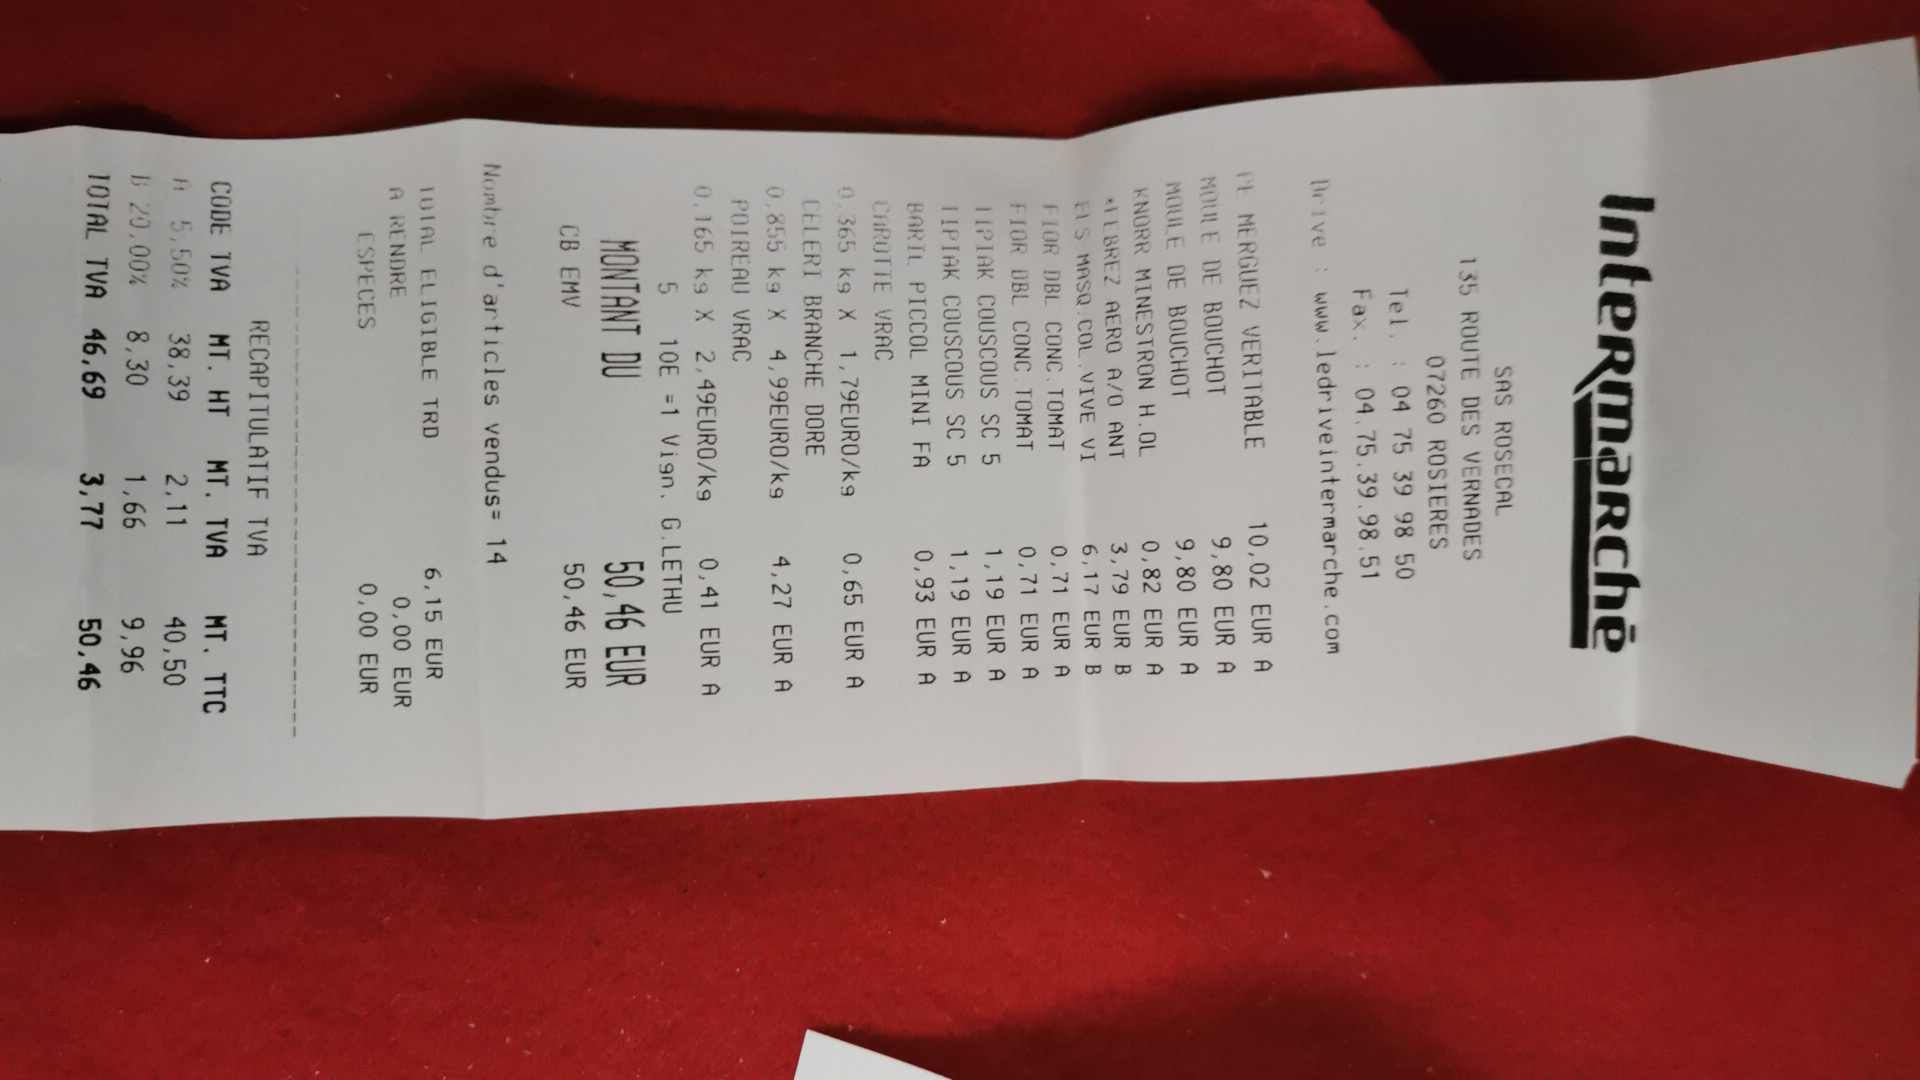 Intermarché
SAS ROSECAL
135 ROUTE DES VERNADES
07260 ROSIERES
Tel. : 04 75 39 98 50
Fax. : 04.75.39.98.51
Drive : www.ledriveintermarche.com
PE MERGUEZ VERITABLE 10,02 EUR A
MOULE DE BOUCHOT 9,80 EUR A
MOULE DE BOUCHOT 9,80 EUR A
KNORR MINESTRON H.OL 0,82 EUR A
*FEBREZ AERO A/O ANT 3,79 EUR B
ELS.MASQ.COL.VIVE VI 6,17 EUR B
FIOR DBL CONC.TOMAT 0,71 EUR A
FIOR DBL CONC.TOMAT 0,71 EUR A
TIPIAK COUSCOUS SC 5 1,19 EUR A
TIPIAK COUSCOUS SC 5 1,19 EUR A
BARIL PICCOL MINI FA 0,93 EUR A
CAROTTE VRAC
0,365 kg X 1,79EURO/kg 0,65 EUR A
CELERI BRANCHE DORE
0,855 kg X 4,99EURO/kg 4,27 EUR A
POIREAU VRAC
0,165 kg X 2,49EURO/kg 0,41 EUR A
5 10E =1 Vign. G.LETHU
MONTANT DU 50,46 EUR
CB EMV 50,46 EUR
Nombre d'articles vendus= 14
TOTAL ELIGIBLE TRD 6,15 EUR
A RENDRE 0,00 EUR
ESPECES 0,00 EUR
RECAPITULATIF TVA
CODE TVA MT. HT MT. TVA MT. TTC
A 5,50% 38,39 2,11 40,50
B 20,00% 8,30 1,66 9,96
TOTAL TVA 46,69 3,77 50,46